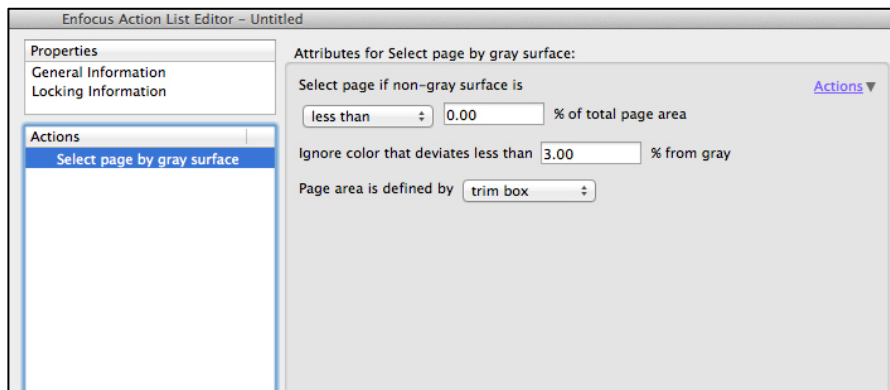 Enfocus Action List Editor – Untitled
Properties
General Information
Locking Information
Actions
Select page by gray surface
Attributes for Select page by gray surface:
Select page if non-gray surface is
Actions ▼
less than 0.00 % of total page area
Ignore color that deviates less than 3.00 % from gray
Page area is defined by trim box